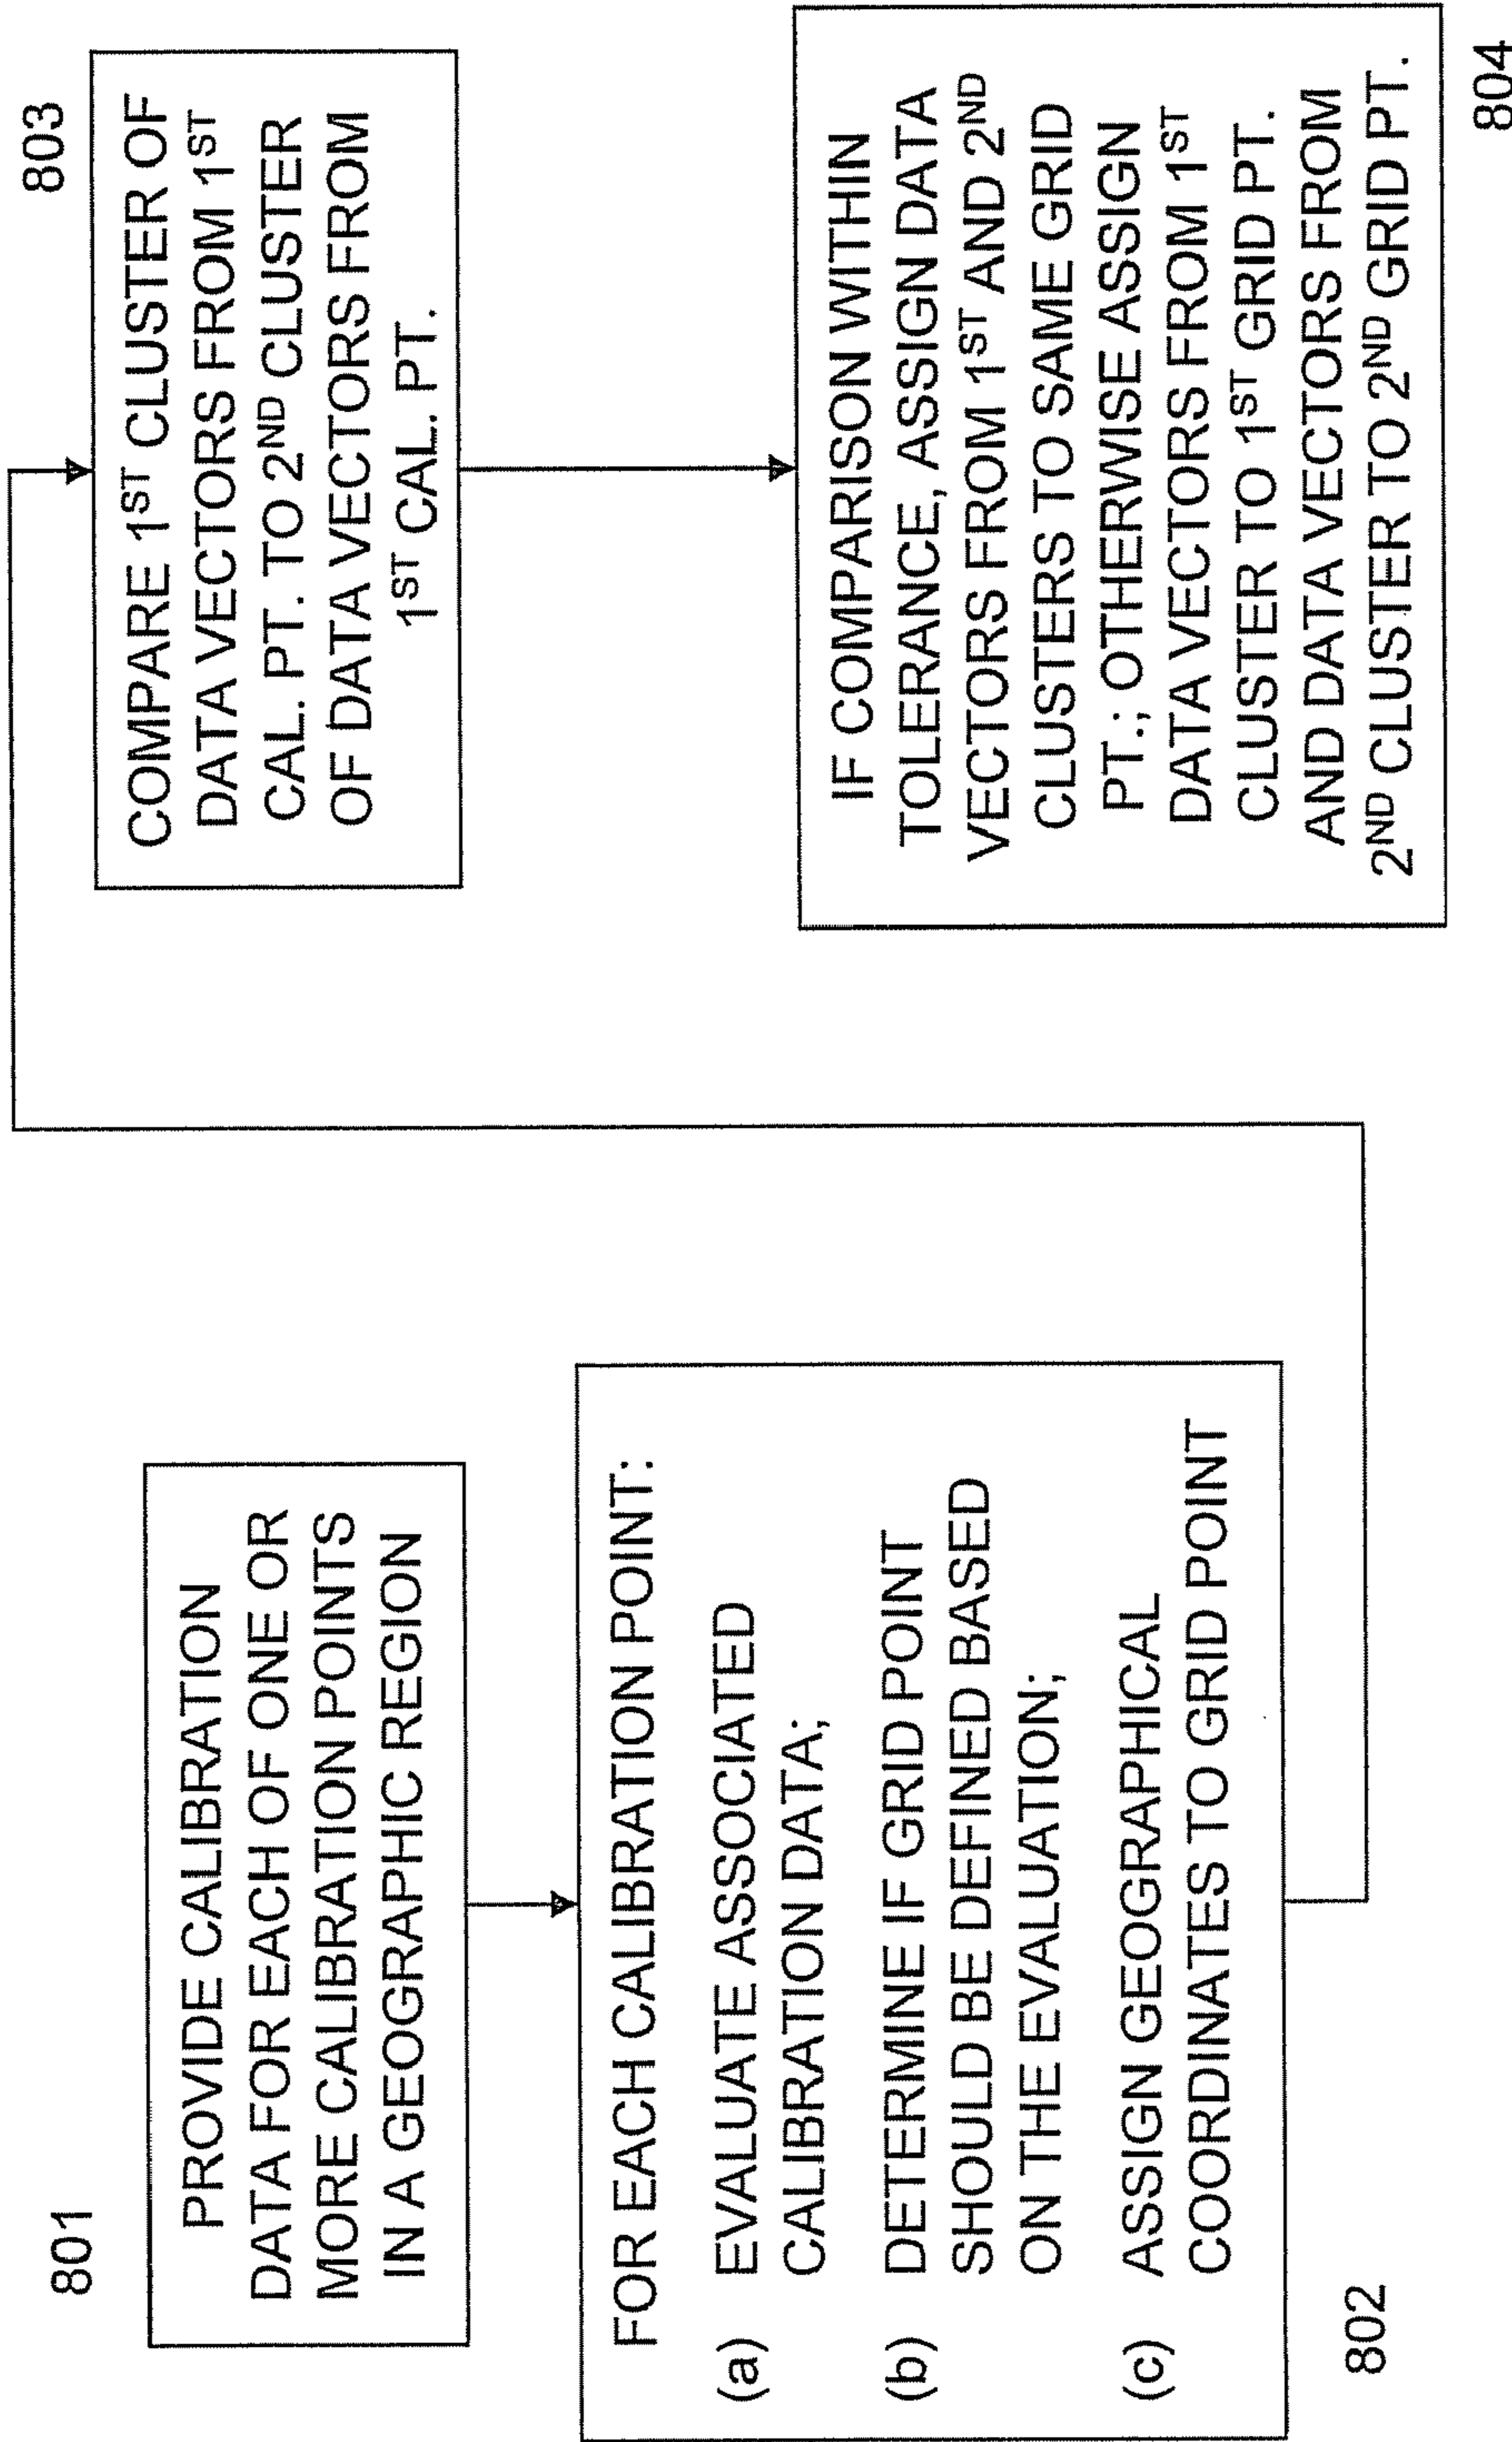 801
PROVIDE CALIBRATION
DATA FOR EACH OF ONE OR
MORE CALIBRATION POINTS
IN A GEOGRAPHIC REGION
FOR EACH CALIBRATION POINT:
(a) EVALUATE ASSOCIATED
CALIBRATION DATA;
(b) DETERMINE IF GRID POINT
SHOULD BE DEFINED BASED
ON THE EVALUATION;
(c) ASSIGN GEOGRAPHICAL
COORDINATES TO GRID POINT
802
803
COMPARE 1ST CLUSTER OF
DATA VECTORS FROM 1ST
CAL. PT. TO 2ND CLUSTER
OF DATA VECTORS FROM
1ST CAL. PT.
IF COMPARISON WITHIN
TOLERANCE, ASSIGN DATA
VECTORS FROM 1ST AND 2ND
CLUSTERS TO SAME GRID
PT.; OTHERWISE ASSIGN
DATA VECTORS FROM 1ST
CLUSTER TO 1ST GRID PT.
AND DATA VECTORS FROM
2ND CLUSTER TO 2ND GRID PT.
804